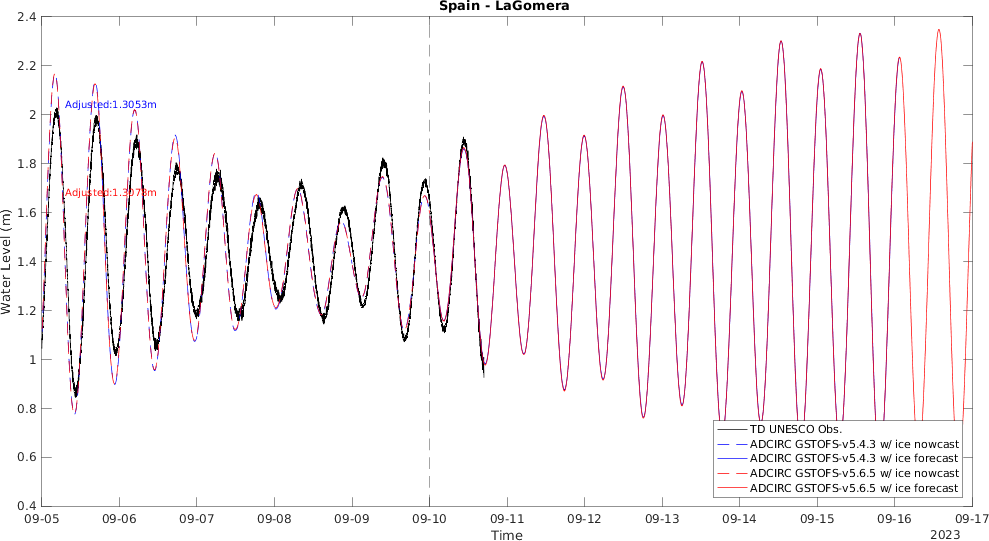 Spain - LaGomera
2.4
2.2
2
1.8
1.6
1.4
1.2
1
0.8
0.6
0.4
Water Level (m)
Adjusted:1.3053m
Adjusted:1.3078m
TD UNESCO Obs.
ADCIRC GSTOFS-v5.4.3 w/ ice nowcast
ADCIRC GSTOFS-v5.4.3 w/ ice forecast
ADCIRC GSTOFS-v5.6.5 w/ ice nowcast
ADCIRC GSTOFS-v5.6.5 w/ ice forecast
09-05 09-06 09-07 09-08 09-09 09-10 09-11 09-12 09-13 09-14 09-15 09-16 09-17
Time
2023